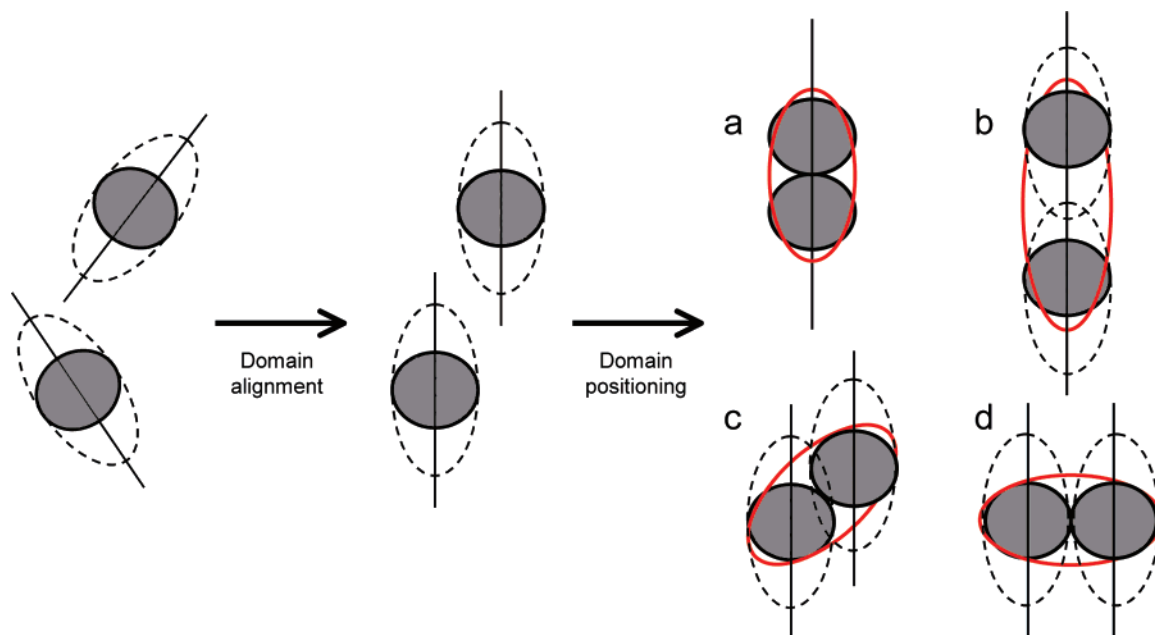 a
b
Domain
alignment
Domain
positioning
c
d